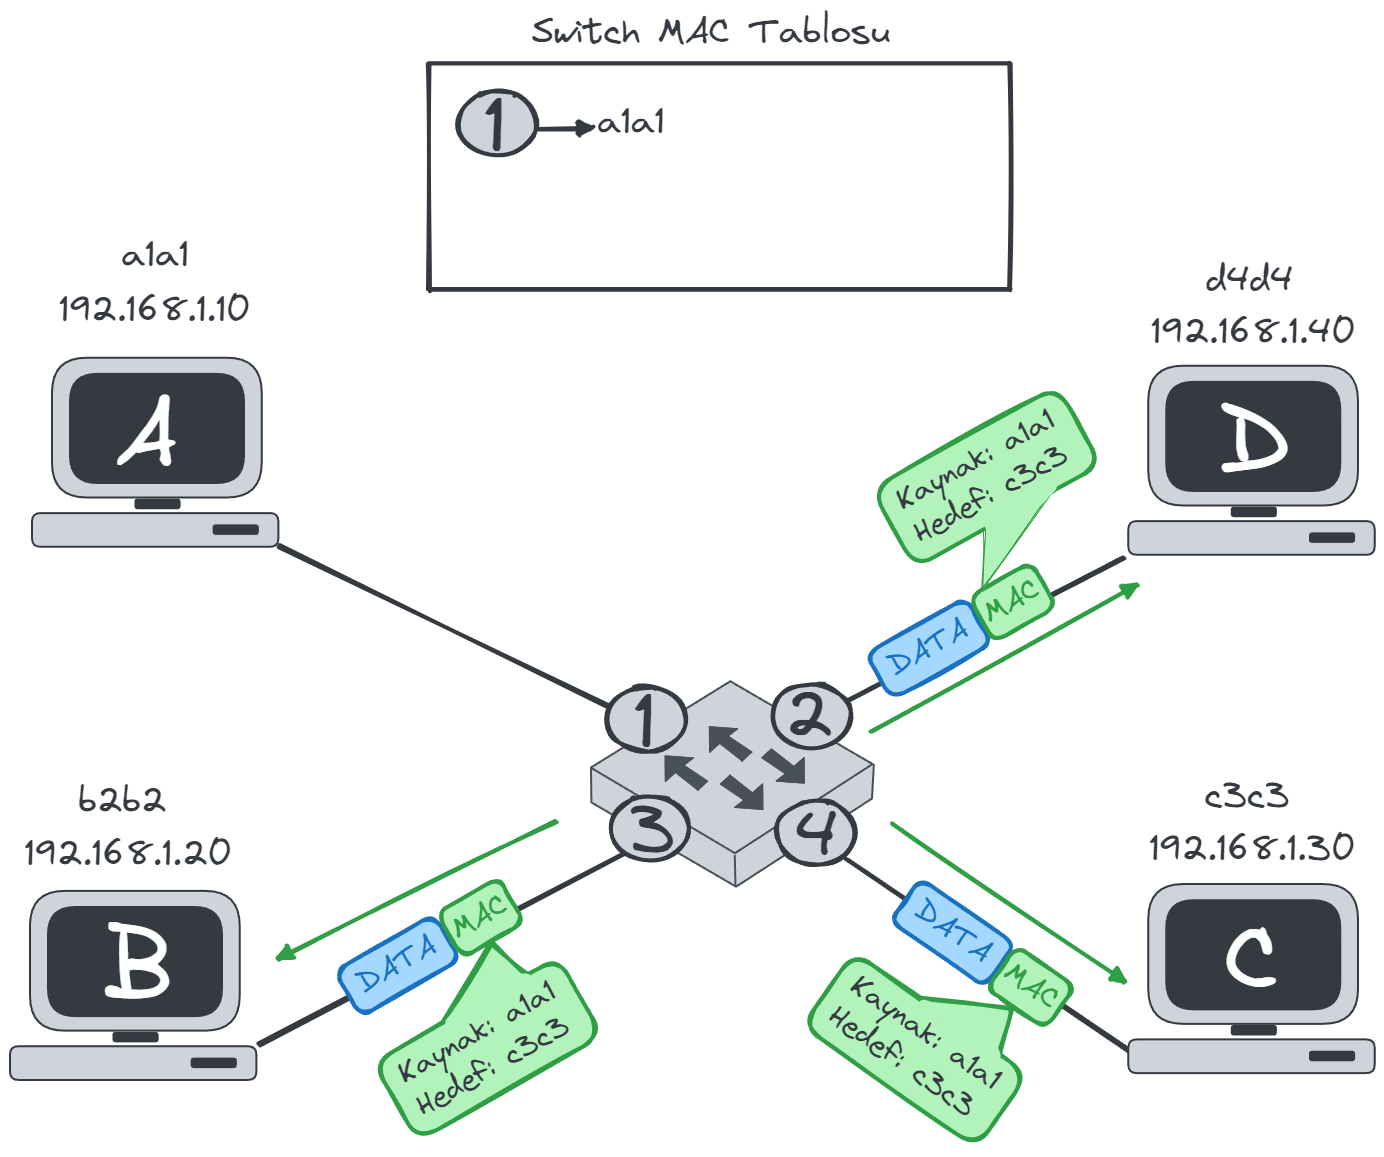 Switch MAC Tablosu
1
a1a1
a1a1
192.168.1.10
A
d4d4
192.168.1.40
D
Kaynak: a1a1
Hedef: c3c3
DATA
MAC
1
2
3
4
b2b2
192.168.1.20
B
DATA
MAC
Kaynak: a1a1
Hedef: c3c3
c3c3
192.168.1.30
C
DATA
MAC
Kaynak: a1a1
Hedef: c3c3